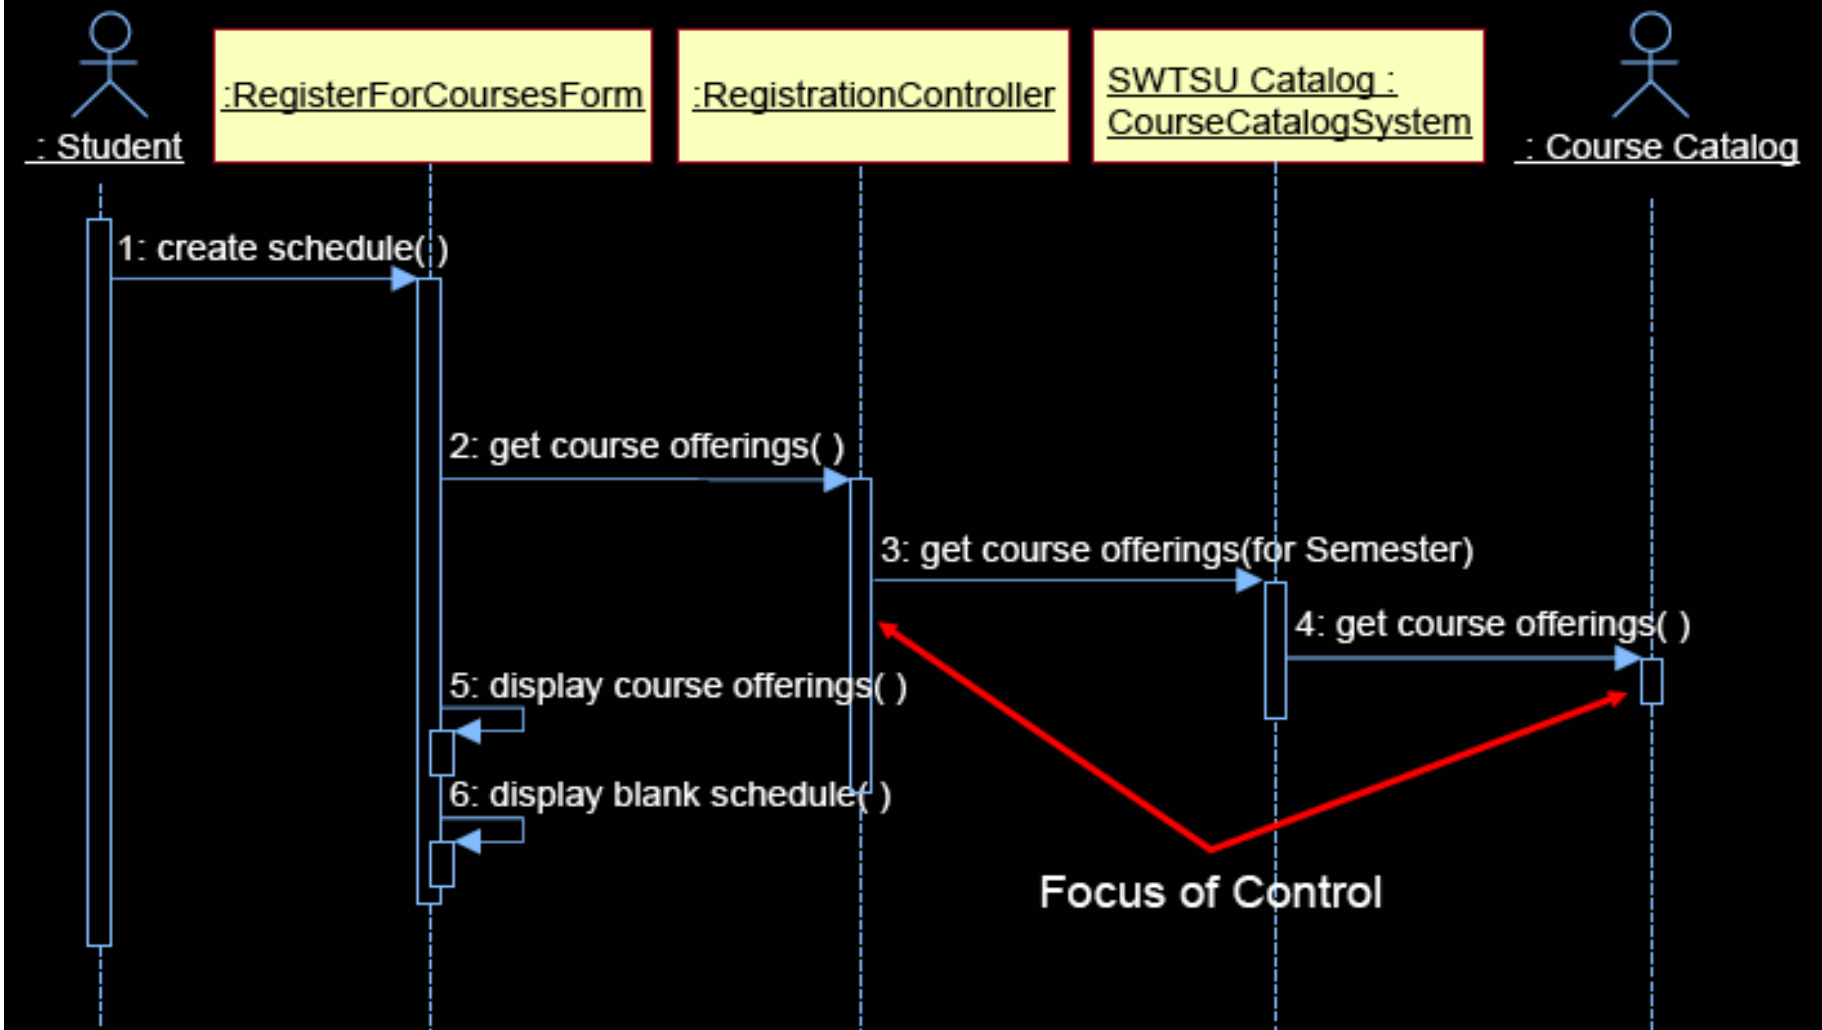 : Student
:RegisterForCoursesForm
:RegistrationController
SWTSU Catalog :
CourseCatalogSystem
: Course Catalog
1: create schedule( )
2: get course offerings( )
3: get course offerings(for Semester)
4: get course offerings( )
5: display course offerings( )
6: display blank schedule( )
Focus of Control